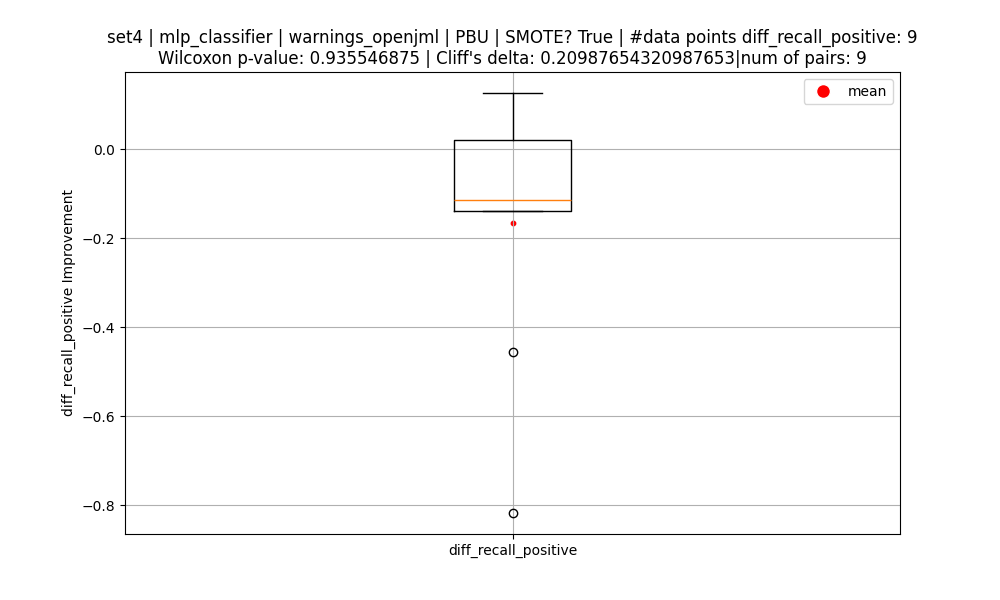 set4 | mlp_classifier | warnings_openjml | PBU | SMOTE? True | #data points diff_recall_positive: 9
Wilcoxon p-value: 0.935546875 | Cliff's delta: 0.20987654320987653|num of pairs: 9
mean
0.0
−0.2
−0.4
−0.6
−0.8
diff_recall_positive Improvement
diff_recall_positive